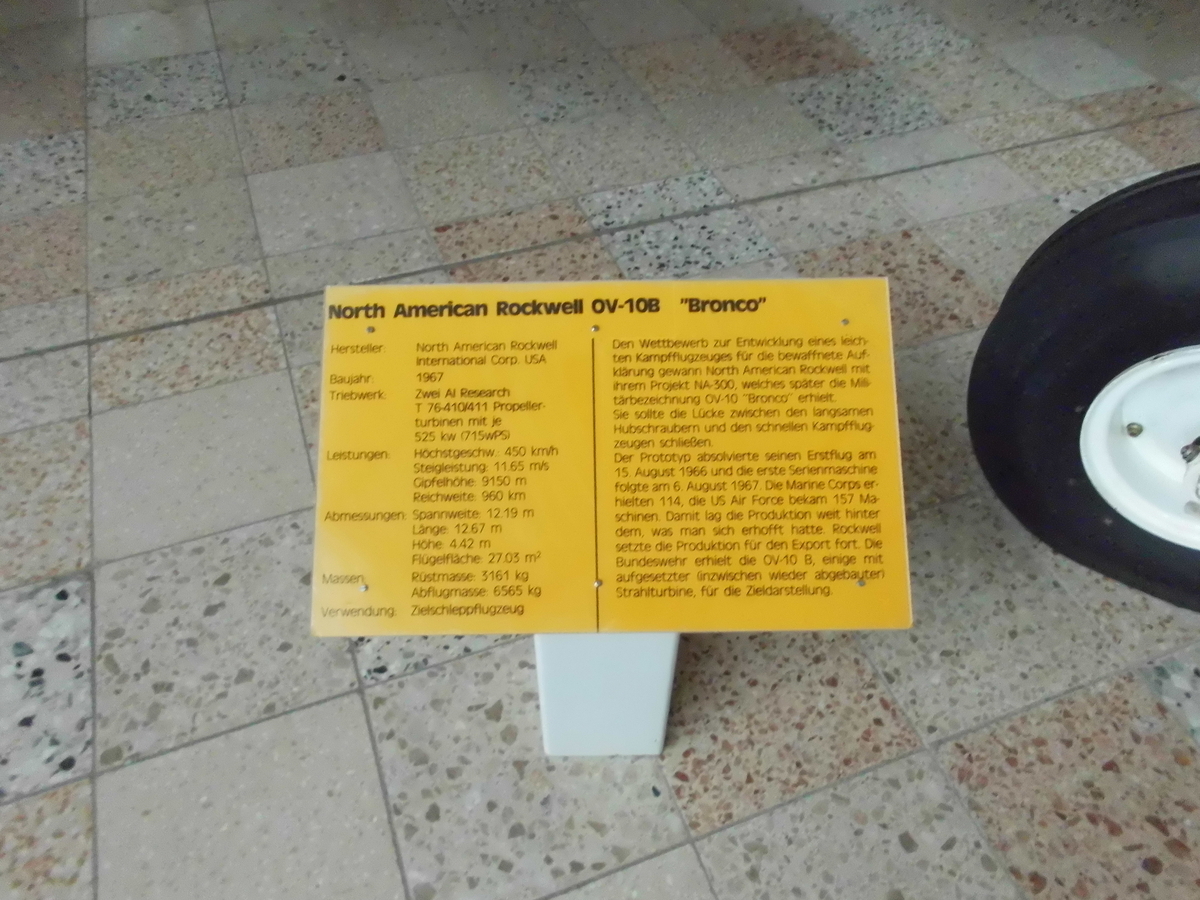 North American Rockwell OV-10B "Bronco"
Hersteller: North American Rockwell
International Corp. USA
Baujahr: 1967
Triebwerk: Zwei AI Research
T 76-410/411 Propeller-
turbinen mit je
525 kw (715wPS)
Leistungen: Höchstgeschw.: 450 km/h
Steigleistung: 11.65 m/s
Gipfelhöhe: 9150 m
Reichweite: 960 km
Abmessungen: Spannweite: 12.19 m
Länge: 12.67 m
Höhe: 4.42 m
Flügelfläche: 27.03 m²
Massen: Rüstmasse: 3161 kg
Abflugmasse: 6565 kg
Verwendung: Zielschleppflugzeug
Den Wettbewerb zur Entwicklung eines leich-
ten Kampfflugzeuges für die bewaffnete Auf-
klärung gewann North American Rockwell mit
ihrem Projekt NA-300, welches später die Mili-
tärbezeichnung OV-10 "Bronco" erhielt.
Sie sollte die Lücke zwischen den langsamen
Hubschraubern und den schnellen Kampfflug-
zeugen schließen.
Der Prototyp absolvierte seinen Erstflug am
15. August 1966 und die erste Serienmaschine
folgte am 6. August 1967. Die Marine Corps er-
hielten 114, die US Air Force bekam 157 Ma-
schinen. Damit lag die Produktion weit hinter
dem, was man sich erhofft hatte. Rockwell
setzte die Produktion für den Export fort. Die
Bundeswehr erhielt die OV-10 B, einige mit
aufgesetzter (inzwischen wieder abgebauter)
Strahlturbine, für die Zieldarstellung.